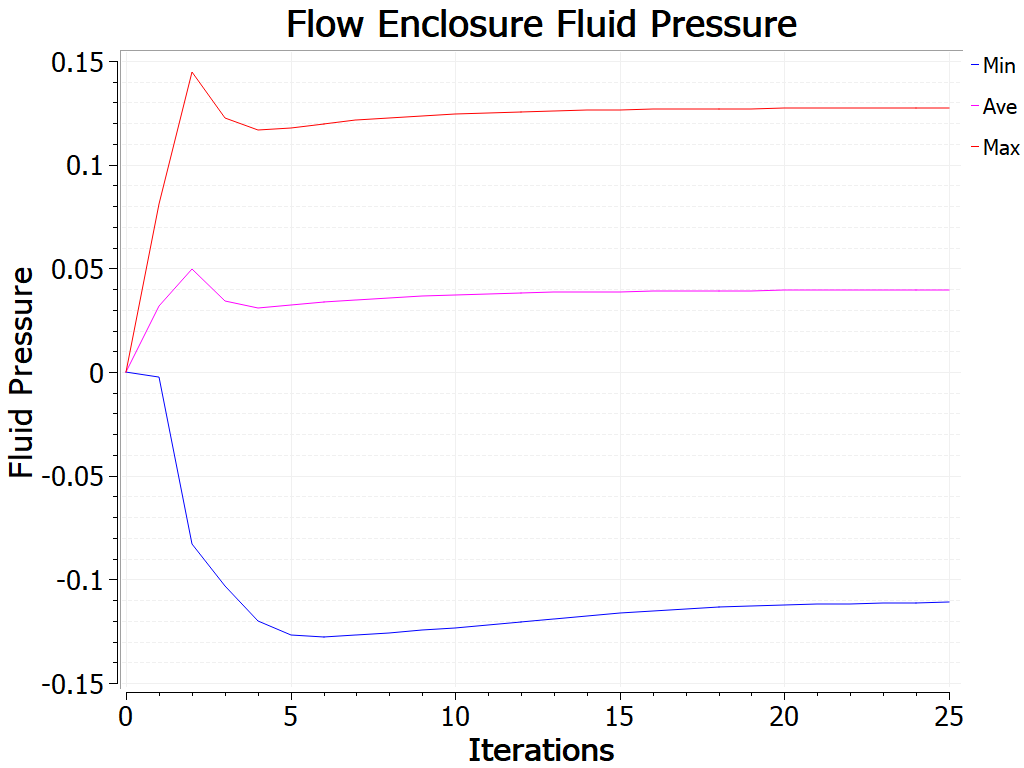 Flow Enclosure Fluid Pressure
0.15
0.1
0.05
0
-0.05
-0.1
-0.15
Fluid Pressure
0 5 10 15 20 25
Iterations
Min
Ave
Max